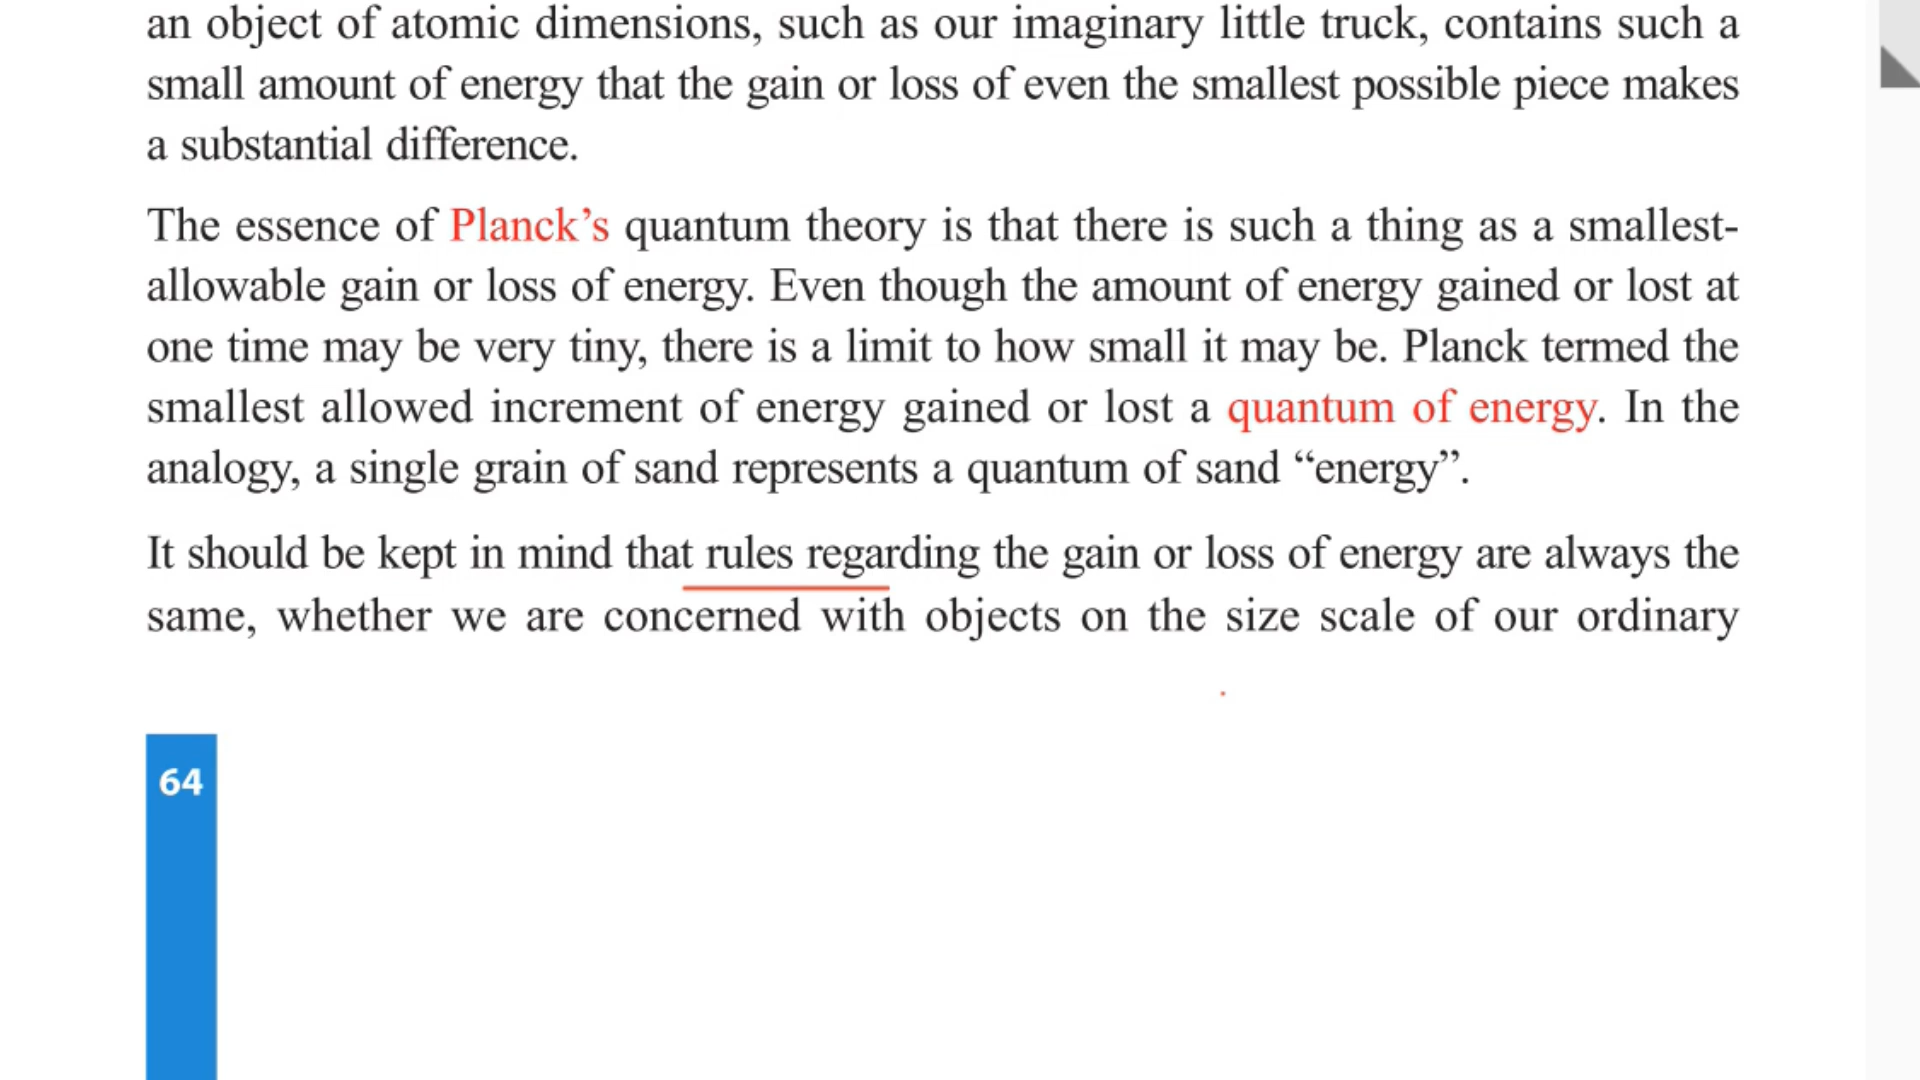 an object of atomic dimensions, such as our imaginary little truck, contains such a
small amount of energy that the gain or loss of even the smallest possible piece makes
a substantial difference.
The essence of Planck’s quantum theory is that there is such a thing as a smallest-
allowable gain or loss of energy. Even though the amount of energy gained or lost at
one time may be very tiny, there is a limit to how small it may be. Planck termed the
smallest allowed increment of energy gained or lost a quantum of energy. In the
analogy, a single grain of sand represents a quantum of sand “energy”.
It should be kept in mind that rules regarding the gain or loss of energy are always the
same, whether we are concerned with objects on the size scale of our ordinary
64